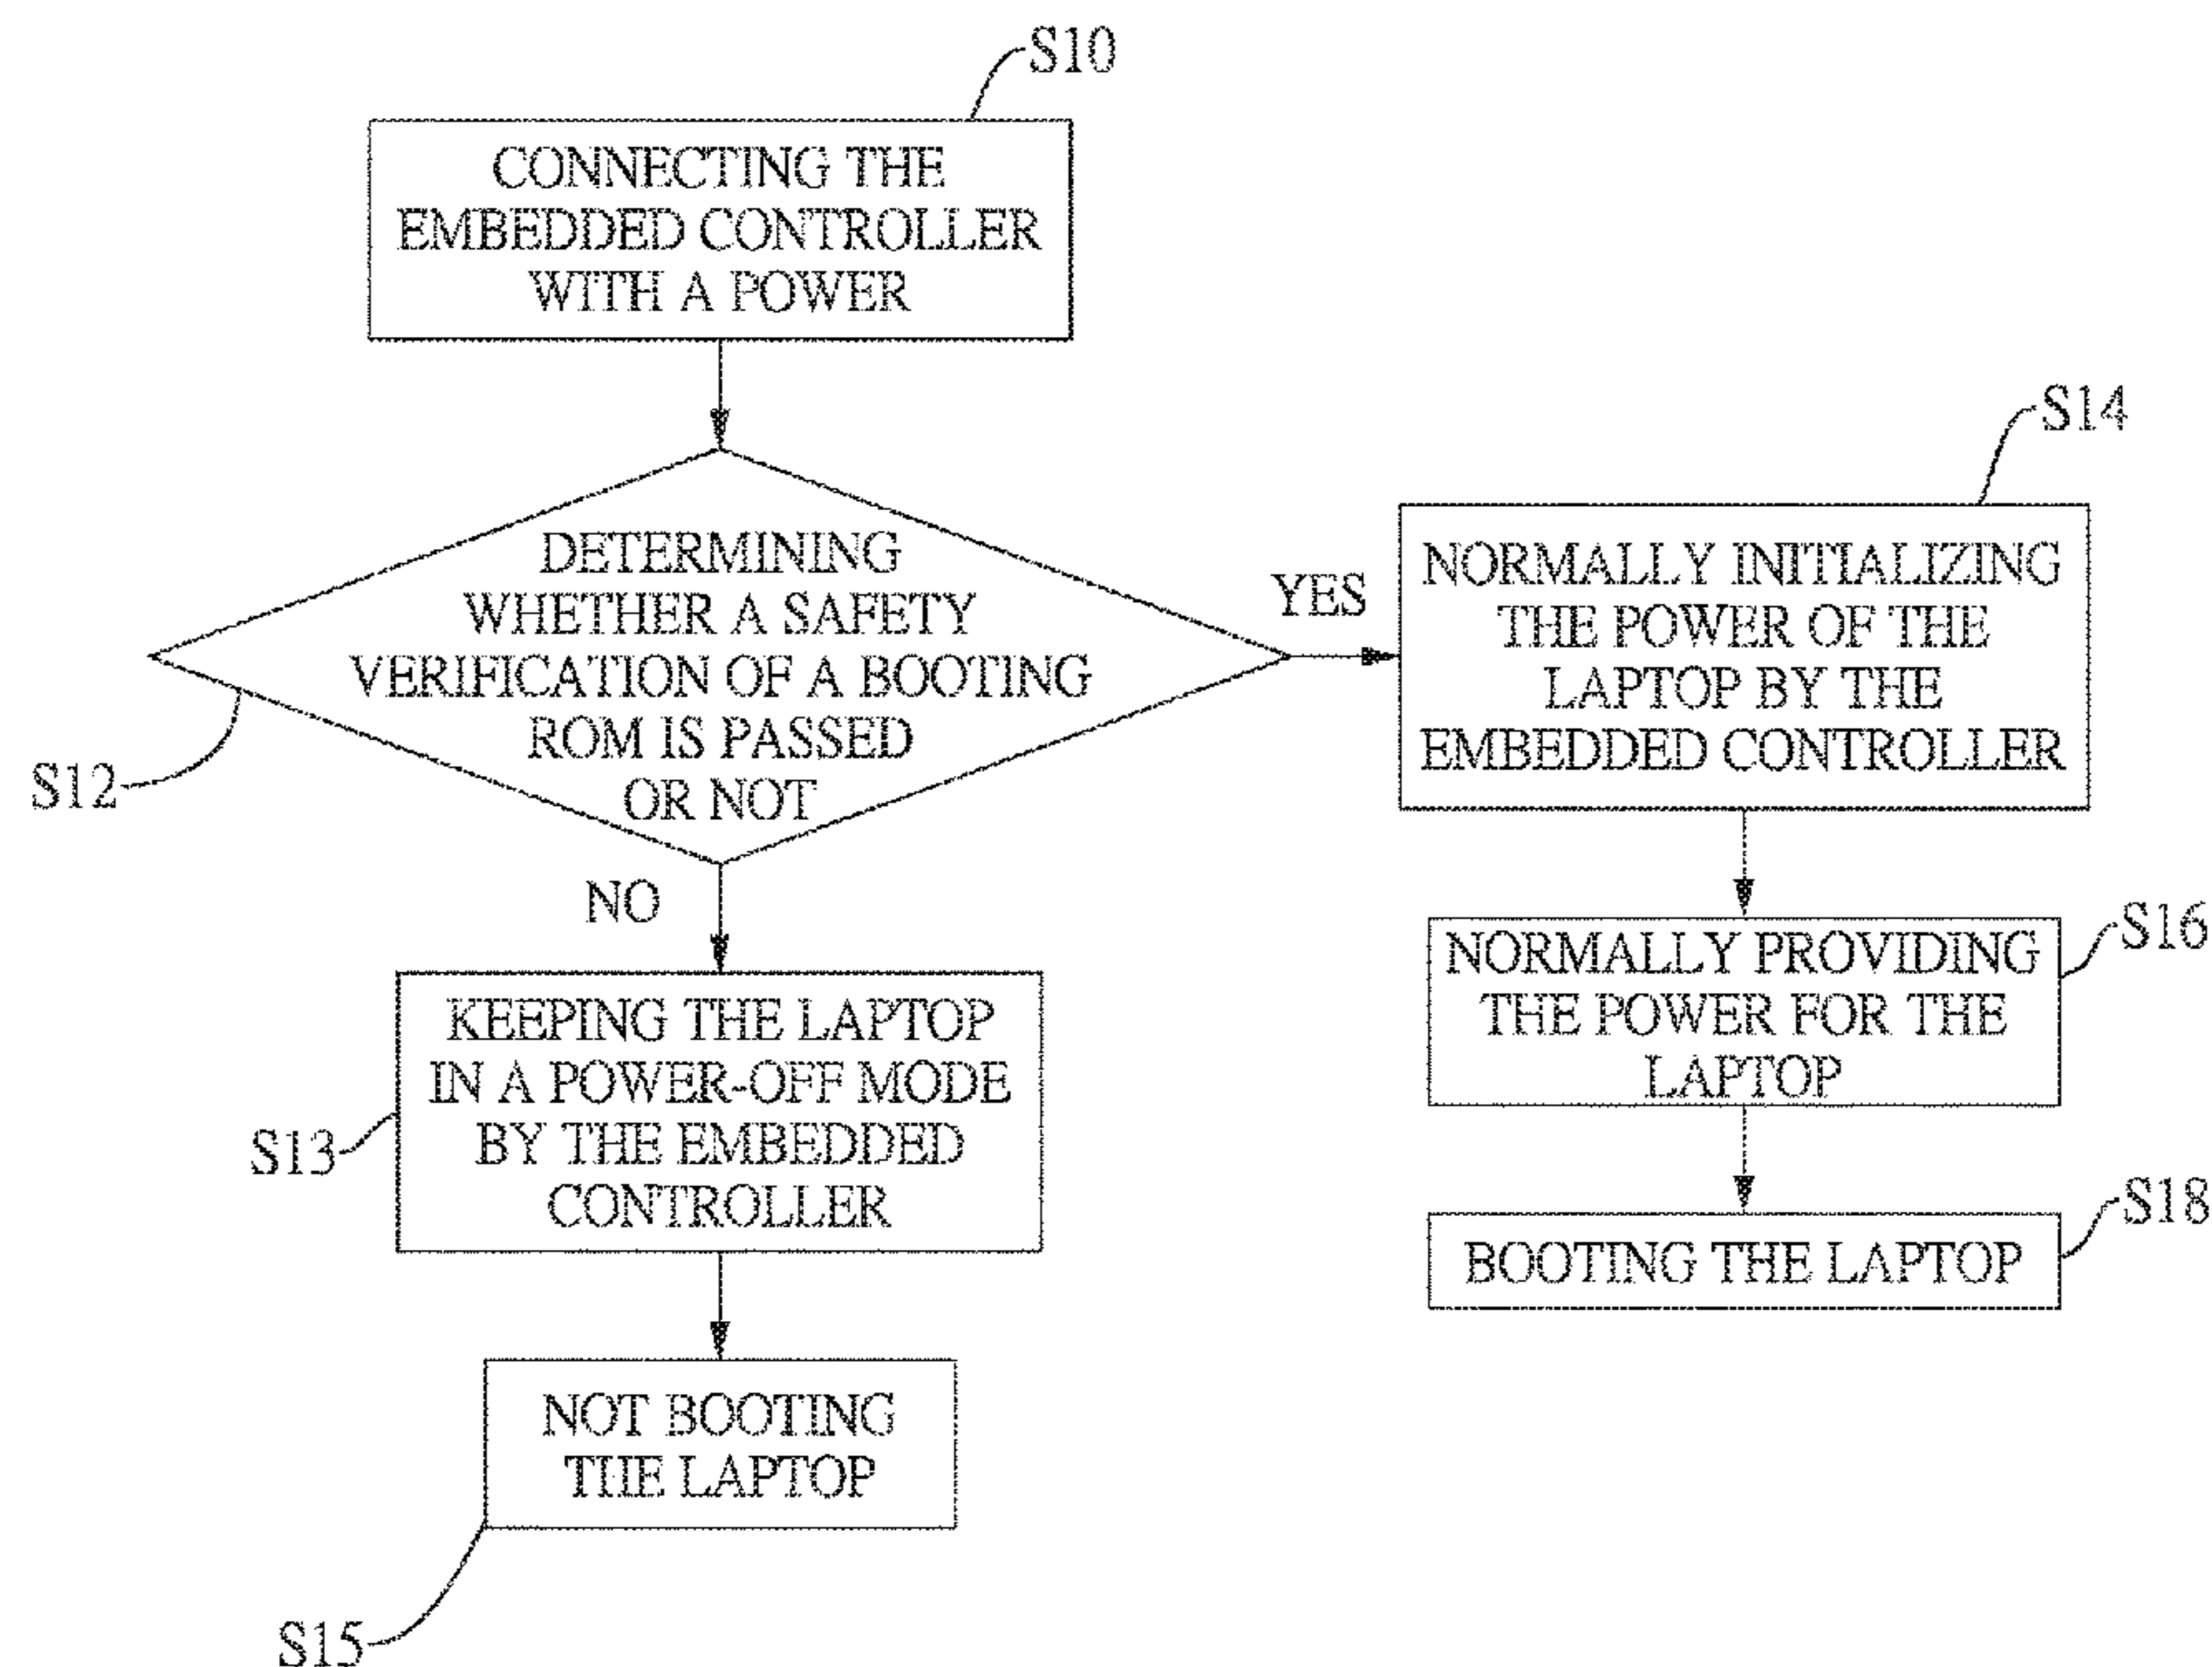 S10
CONNECTING THE
EMBEDDED CONTROLLER
WITH A POWER
DETERMINING
WHETHER A SAFETY
VERIFICATION OF A BOOTING
ROM IS PASSED
OR NOT
S12
YES
S14
NORMALLY INITIALIZING
THE POWER OF THE
LAPTOP BY THE
EMBEDDED CONTROLLER
NO
KEEPING THE LAPTOP
IN A POWER-OFF MODE
BY THE EMBEDDED
CONTROLLER
S13
S16
NORMALLY PROVIDING
THE POWER FOR THE
LAPTOP
S18
BOOTING THE LAPTOP
NOT BOOTING
THE LAPTOP
S15